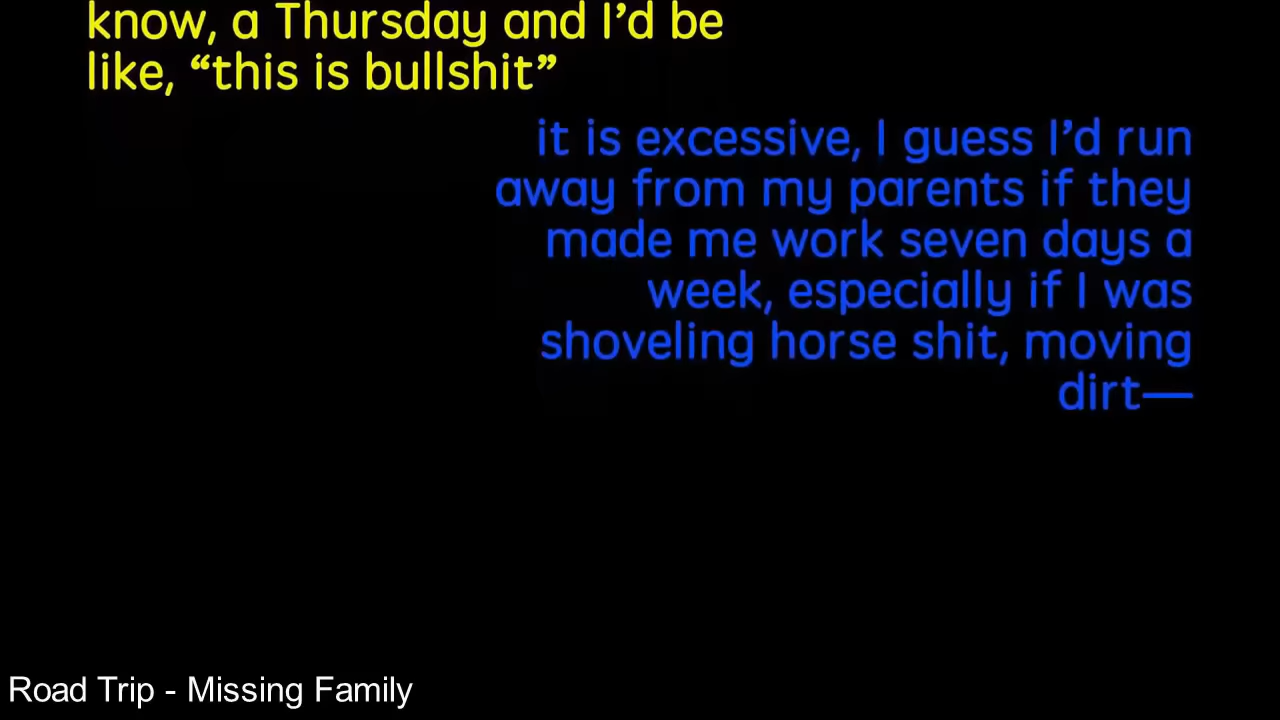 know, a Thursday and I’d be
like, “this is bullshit”
it is excessive, I guess I’d run
away from my parents if they
made me work seven days a
week, especially if I was
shoveling horse shit, moving
dirt—
Road Trip - Missing Family